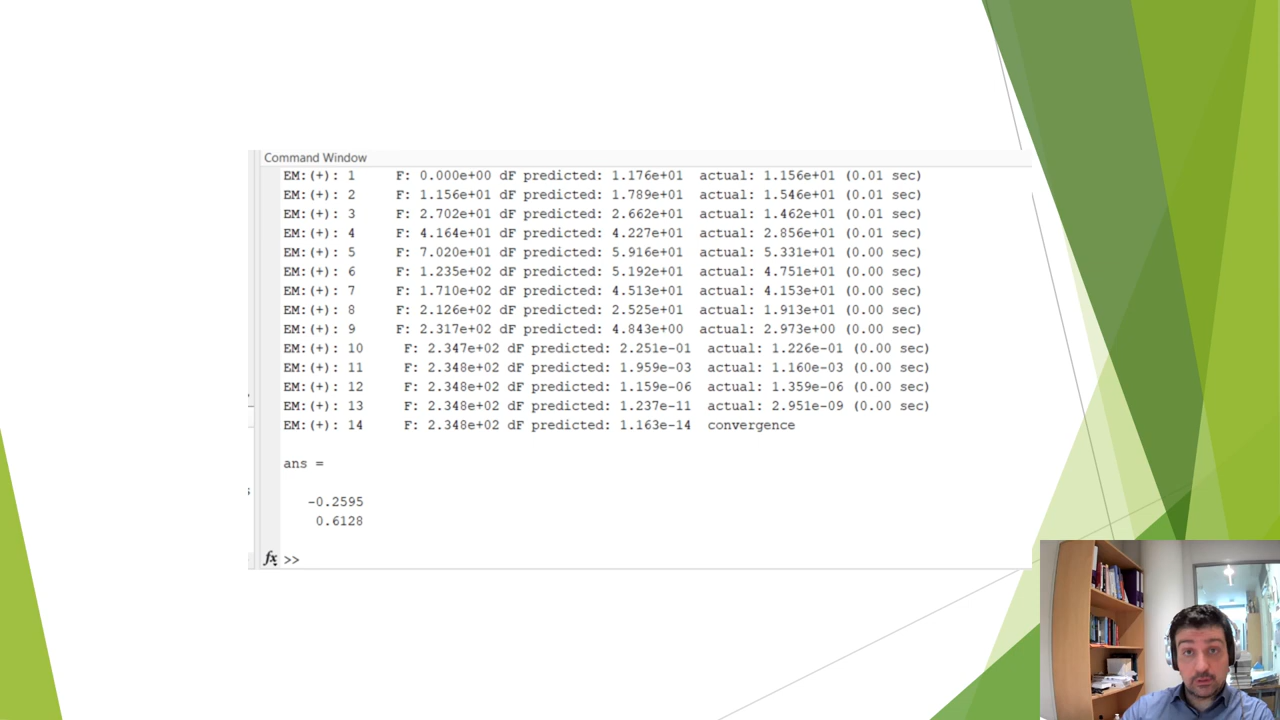 Command Window
EM:(+): 1 F: 0.000e+00 dF predicted: 1.176e+01 actual: 1.156e+01 (0.01 sec)
EM:(+): 2 F: 1.156e+01 dF predicted: 1.789e+01 actual: 1.546e+01 (0.01 sec)
EM:(+): 3 F: 2.702e+01 dF predicted: 2.662e+01 actual: 1.462e+01 (0.01 sec)
EM:(+): 4 F: 4.164e+01 dF predicted: 4.227e+01 actual: 2.856e+01 (0.01 sec)
EM:(+): 5 F: 7.020e+01 dF predicted: 5.916e+01 actual: 5.331e+01 (0.00 sec)
EM:(+): 6 F: 1.235e+02 dF predicted: 5.192e+01 actual: 4.751e+01 (0.00 sec)
EM:(+): 7 F: 1.710e+02 dF predicted: 4.513e+01 actual: 4.153e+01 (0.00 sec)
EM:(+): 8 F: 2.126e+02 dF predicted: 2.525e+01 actual: 1.913e+01 (0.00 sec)
EM:(+): 9 F: 2.317e+02 dF predicted: 4.843e+00 actual: 2.973e+00 (0.00 sec)
EM:(+): 10 F: 2.347e+02 dF predicted: 2.251e-01 actual: 1.226e-01 (0.00 sec)
EM:(+): 11 F: 2.348e+02 dF predicted: 1.959e-03 actual: 1.160e-03 (0.00 sec)
EM:(+): 12 F: 2.348e+02 dF predicted: 1.159e-06 actual: 1.359e-06 (0.00 sec)
EM:(+): 13 F: 2.348e+02 dF predicted: 1.237e-11 actual: 2.951e-09 (0.00 sec)
EM:(+): 14 F: 2.348e+02 dF predicted: 1.163e-14 convergence
ans =
-0.2595
0.6128
fx >>